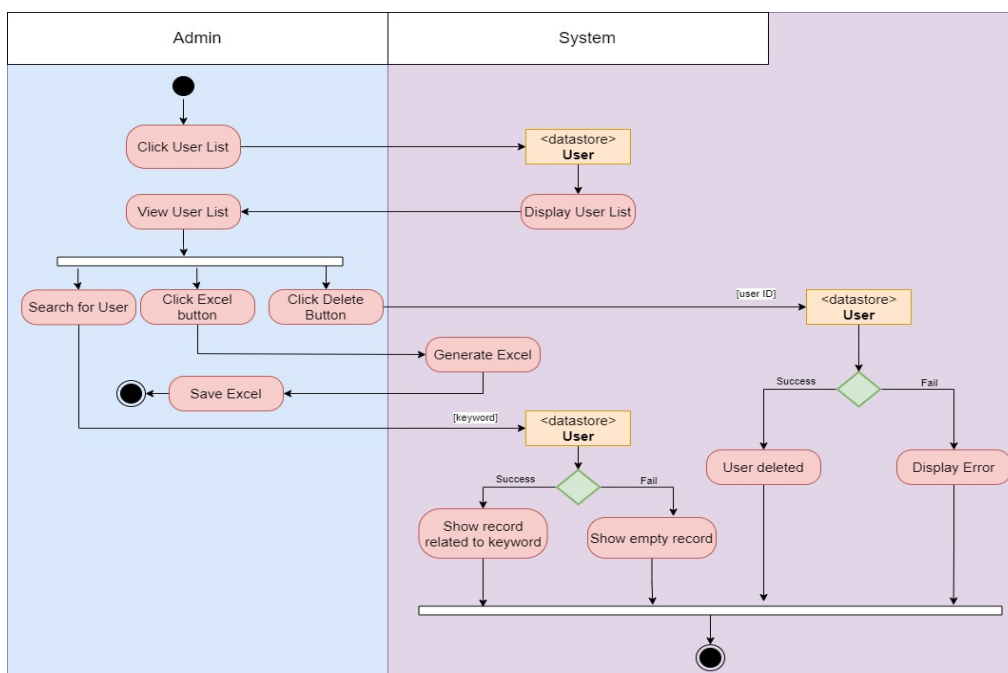 Admin
System
Click User List
<datastore>
User
View User List
Display User List
Search for User
Click Excel
button
Click Delete
Button
[user ID]
<datastore>
User
Generate Excel
Save Excel
Success
Fail
[keyword]
<datastore>
User
User deleted
Display Error
Success
Fail
Show record
related to keyword
Show empty record